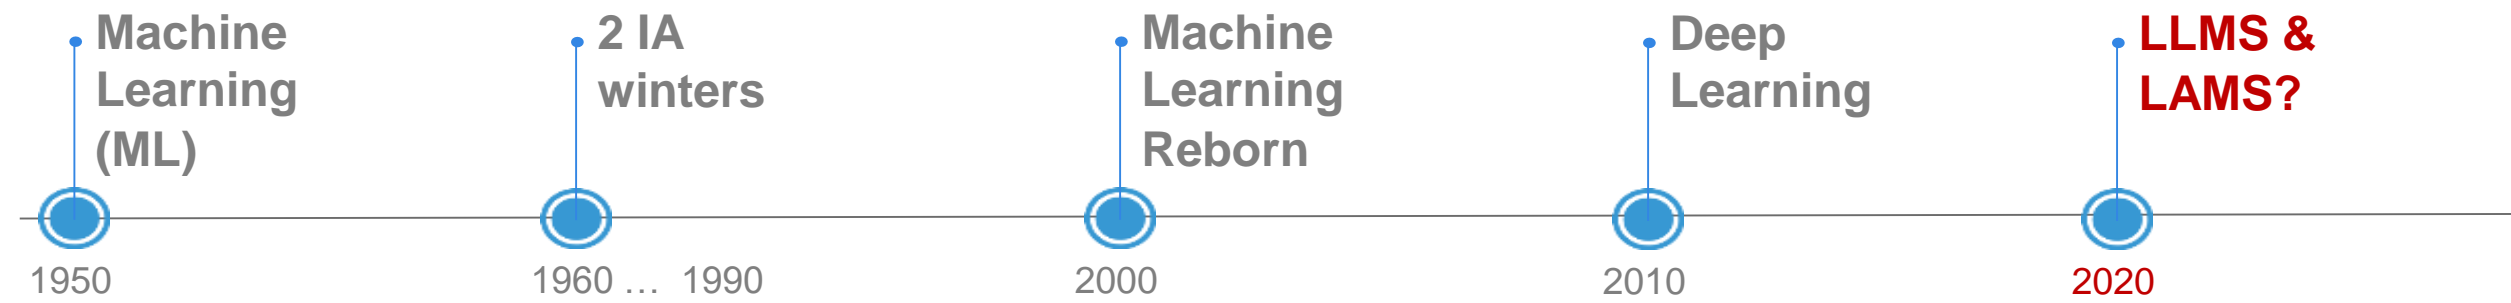 Machine
Learning
(ML)
2 IA
winters
Machine
Learning
Reborn
Deep
Learning
LLMS &
LAMS?
1950
1960 ... 1990
2000
2010
2020